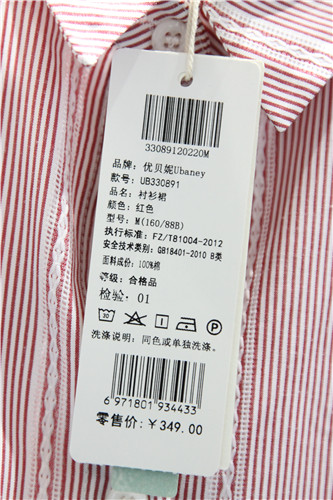 33089120220M
品牌: 优贝妮Ubaney
款号: UB330891
品名: 衬衫裙
颜色: 红色
型号: M(160/88B)
执行标准: FZ/T81004-2012
安全技术类别: GB18401-2010 B类
面料成份: 100%棉
等级: 合格品
检验: 01
30 P
洗涤说明: 同色或单独洗涤.
6 971801 934433
零售价: ¥349.00